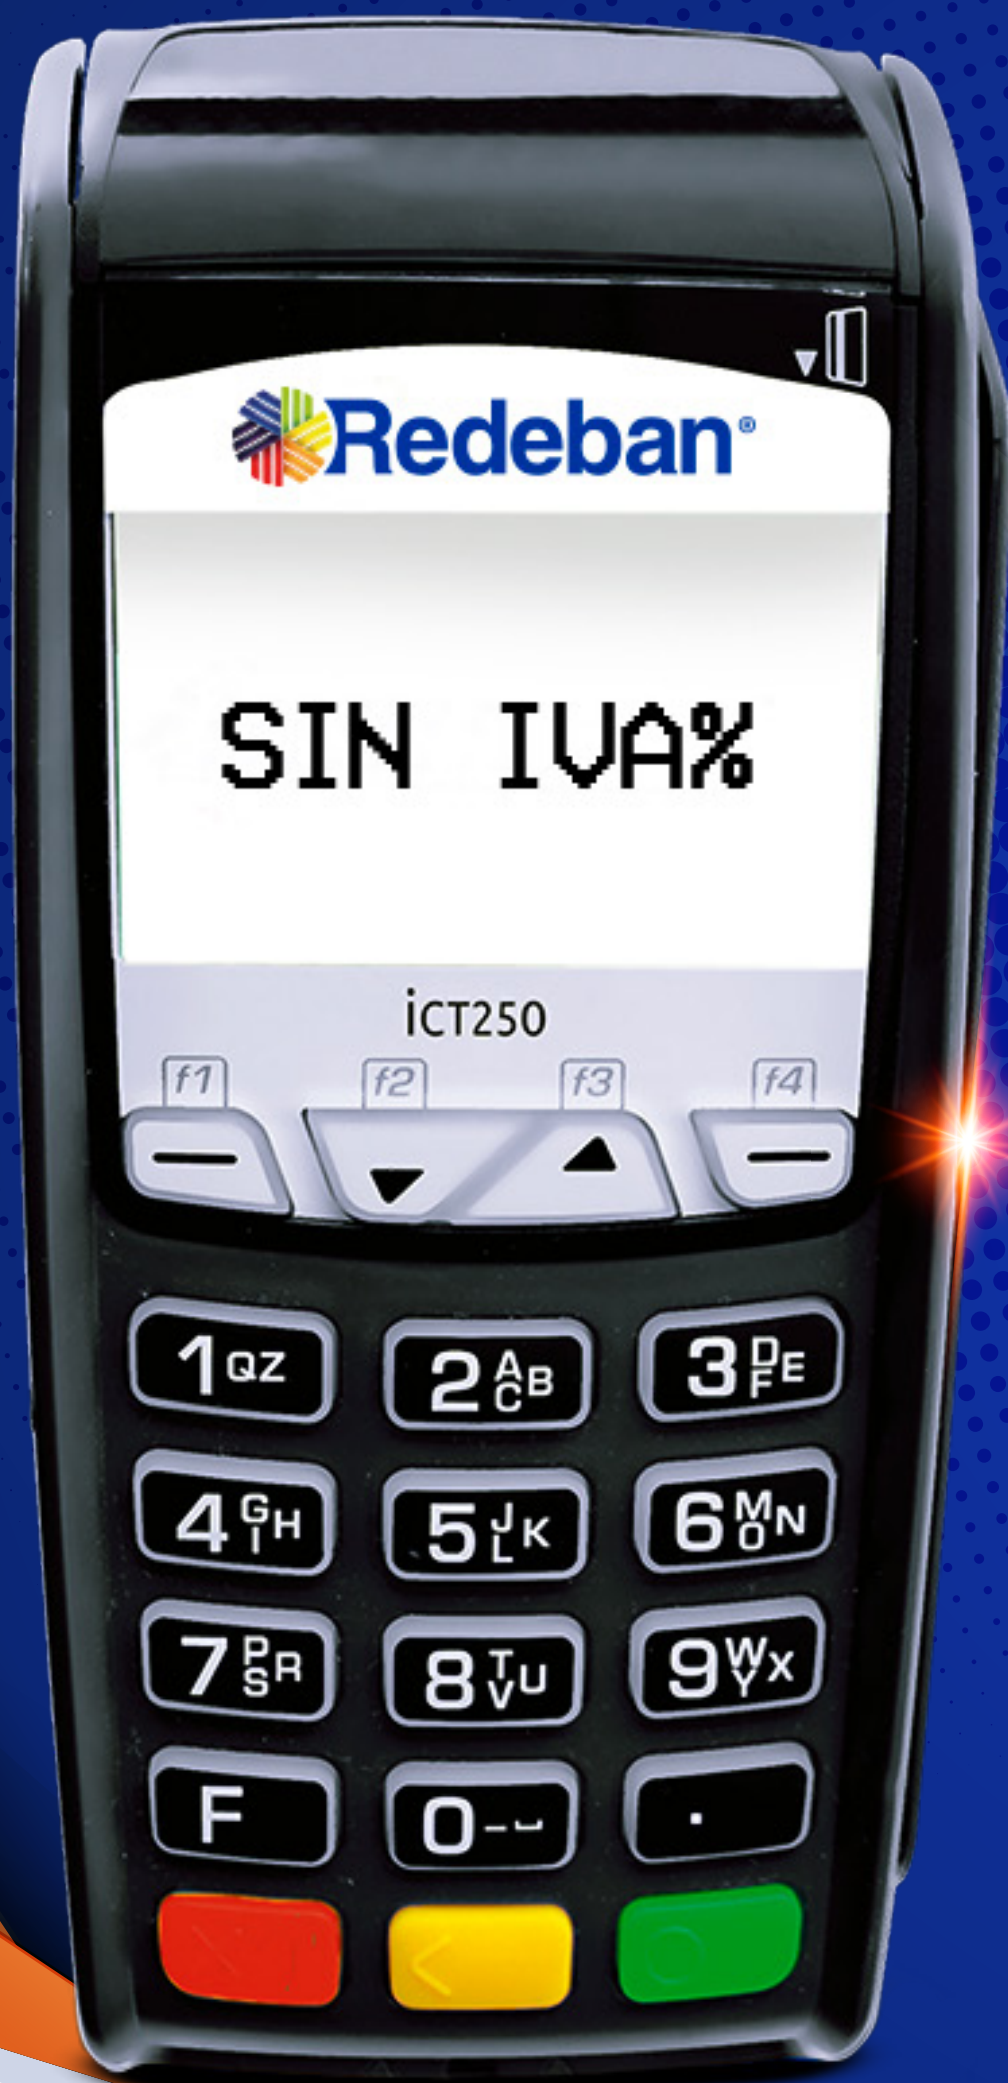 Redeban®
SIN IVA%
iCT250
f1 f2 f3 f4
1 QZ 2 ABC 3 DEF
4 GHI 5 JKL 6 MNO
7 PRS 8 TUV 9 WXY
F 0 -- .